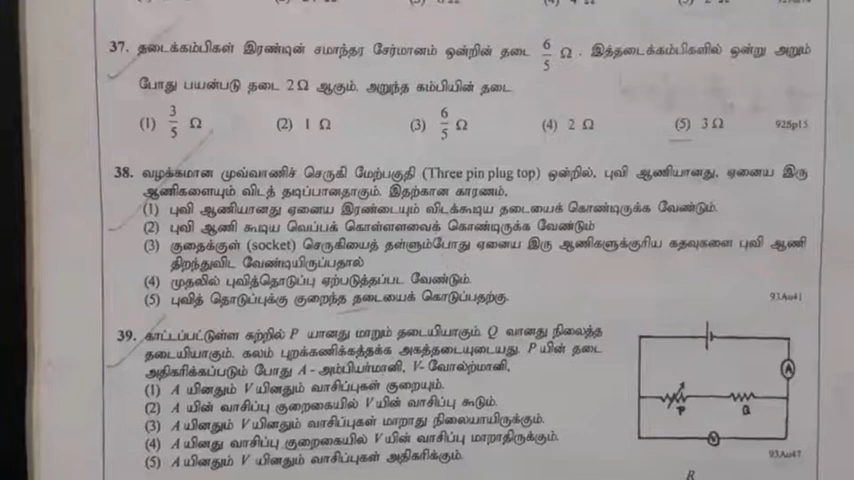 37. தடைக்கம்பிகள் இரண்டின் சமாந்தர சேர்மானம் ஒன்றின் தடை 6/5 Ω . இத்தடைக்கம்பிகளில் ஒன்று அறும்
போது பயன்படு தடை 2 Ω ஆகும். அறுந்த கம்பியின் தடை
(1) 3/5 Ω (2) 1 Ω (3) 6/5 Ω (4) 2 Ω (5) 3 Ω 92Sp15
38. வழக்கமான முவ்வாணிச் செருகி மேற்பகுதி (Three pin plug top) ஒன்றில், புவி ஆணியானது, ஏனைய இரு
ஆணிகளையும் விடத் தடிப்பானதாகும். இதற்கான காரணம்,
(1) புவி ஆணியானது ஏனைய இரண்டையும் விடக்கூடிய தடையைக் கொண்டிருக்க வேண்டும்.
(2) புவி ஆணி கூடிய வெப்பக் கொள்ளளவைக் கொண்டிருக்க வேண்டும்
(3) குதைக்குள் (socket) செருகியைத் தள்ளும்போது ஏனைய இரு ஆணிகளுக்குரிய கதவுகளை புவி ஆணி
திறந்துவிட வேண்டியிருப்பதால்
(4) முதலில் புவித்தொடுப்பு ஏற்படுத்தப்பட வேண்டும்.
(5) புவித் தொடுப்புக்கு குறைந்த தடையைக் கொடுப்பதற்கு. 93Au41
39. காட்டப்பட்டுள்ள சுற்றில் P யானது மாறும் தடையியாகும். Q வானது நிலைத்த
தடையியாகும். கலம் புறக்கணிக்கத்தக்க அகத்தடையுடையது. P யின் தடை
அதிகரிக்கப்படும் போது A - அம்பியர்மானி, V- வோல்ற்மானி,
(1) A யினதும் V யினதும் வாசிப்புகள் குறையும்.
(2) A யின் வாசிப்பு குறைகையில் V யின் வாசிப்பு கூடும்.
(3) A யினதும் V யினதும் வாசிப்புகள் மாறாது நிலையாயிருக்கும்.
(4) A யினது வாசிப்பு குறைகையில் V யின் வாசிப்பு மாறாதிருக்கும்.
(5) A யினதும் V யினதும் வாசிப்புகள் அதிகரிக்கும்.
A
P Q
V
93Au47
R